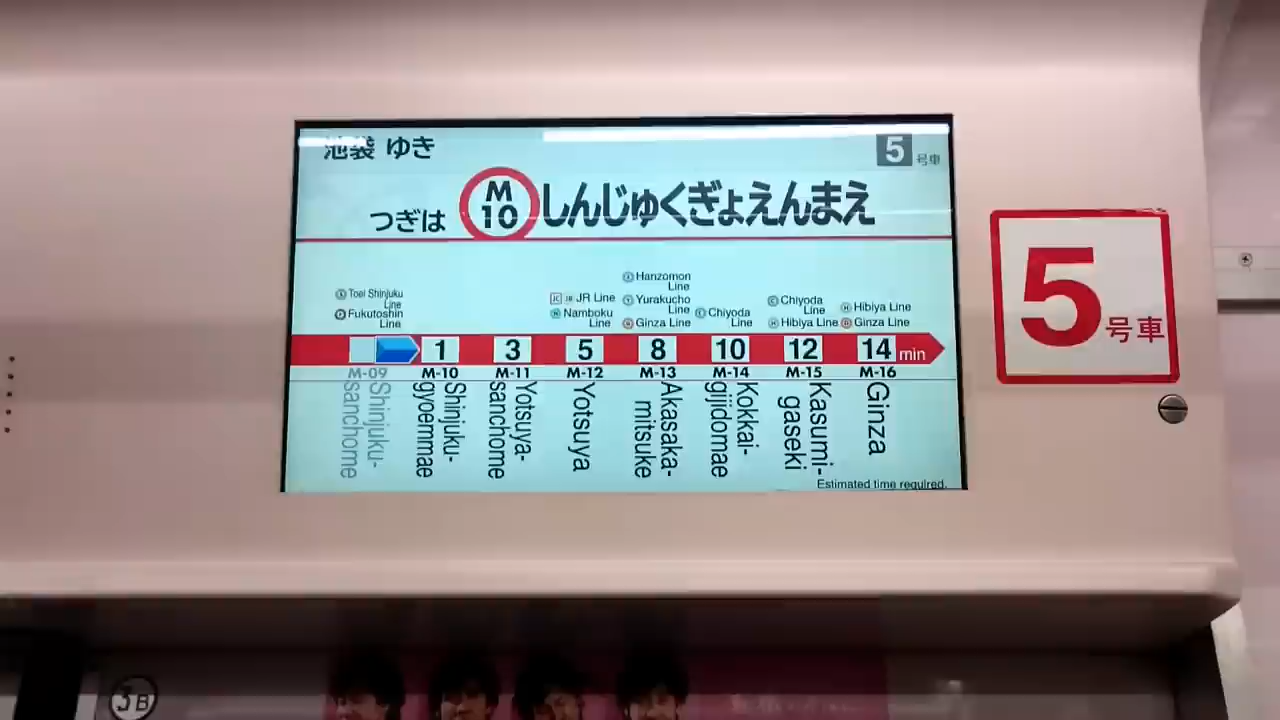 池袋 ゆき
5 号車
つぎは M 10 しんじゅくぎょえんまえ
Toei Shinjuku Line
Fukutoshin Line
JC JR JR Line
N Namboku Line
Z Hanzomon Line
Y Yurakucho Line
G Ginza Line
C Chiyoda Line
C Chiyoda Line
H Hibiya Line
H Hibiya Line
G Ginza Line
1 3 5 8 10 12 14 min
M-09 M-10 M-11 M-12 M-13 M-14 M-15 M-16
Shinjuku-sanchome
Shinjuku-gyoemmae
Yotsuya-sanchome
Yotsuya
Akasaka-mitsuke
Kokkai-gijidomae
Kasumi-gaseki
Ginza
Estimated time required.
5号車
3B